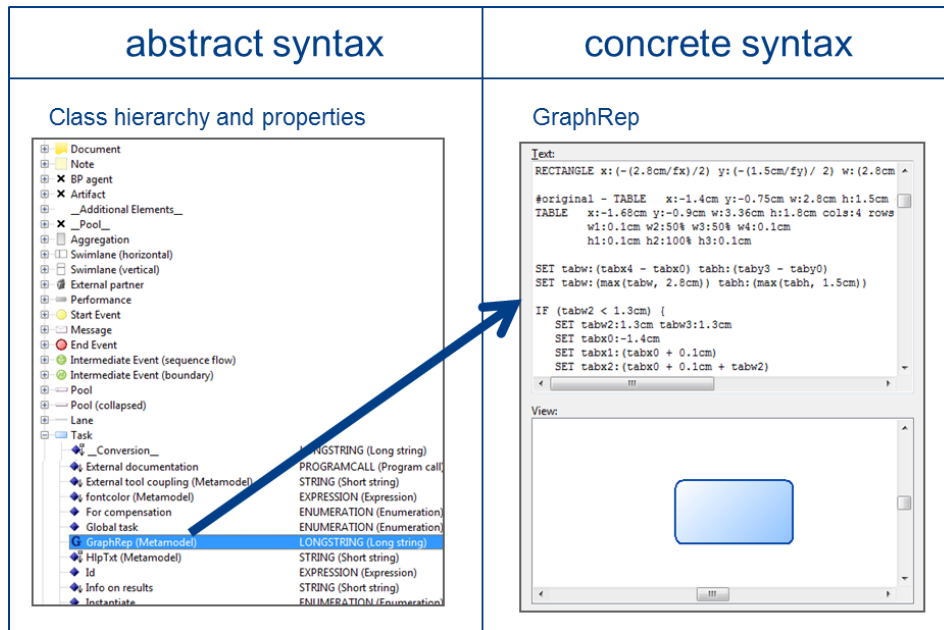 abstract syntax
concrete syntax
Class hierarchy and properties
Document
Note
BP agent
Artifact
__Additional Elements__
__Pool__
Aggregation
Swimlane (horizontal)
Swimlane (vertical)
External partner
Performance
Start Event
Message
End Event
Intermediate Event (sequence flow)
Intermediate Event (boundary)
Pool
Pool (collapsed)
Lane
Task
__Conversion__ LONGSTRING (Long string)
External documentation PROGRAMCALL (Program call)
External tool coupling (Metamodel) STRING (Short string)
fontcolor (Metamodel) EXPRESSION (Expression)
For compensation ENUMERATION (Enumeration)
Global task ENUMERATION (Enumeration)
G GraphRep (Metamodel) LONGSTRING (Long string)
HlpTxt (Metamodel) STRING (Short string)
Id EXPRESSION (Expression)
Info on results STRING (Short string)
Instantiate ENUMERATION (Enumeration)
GraphRep
Text:
RECTANGLE x:(-(2.8cm/fx)/2) y:(-(1.5cm/fy)/ 2) w:(2.8cm
#original - TABLE x:-1.4cm y:-0.75cm w:2.8cm h:1.5cm
TABLE x:-1.68cm y:-0.9cm w:3.36cm h:1.8cm cols:4 rows
w1:0.1cm w2:50% w3:50% w4:0.1cm
h1:0.1cm h2:100% h3:0.1cm
SET tabw:(tabx4 - tabx0) tabh:(taby3 - taby0)
SET tabw:(max(tabw, 2.8cm)) tabh:(max(tabh, 1.5cm))
IF (tabw2 < 1.3cm) {
SET tabw2:1.3cm tabw3:1.3cm
SET tabx0:-1.4cm
SET tabx1:(tabx0 + 0.1cm)
SET tabx2:(tabx0 + 0.1cm + tabw2)
View: